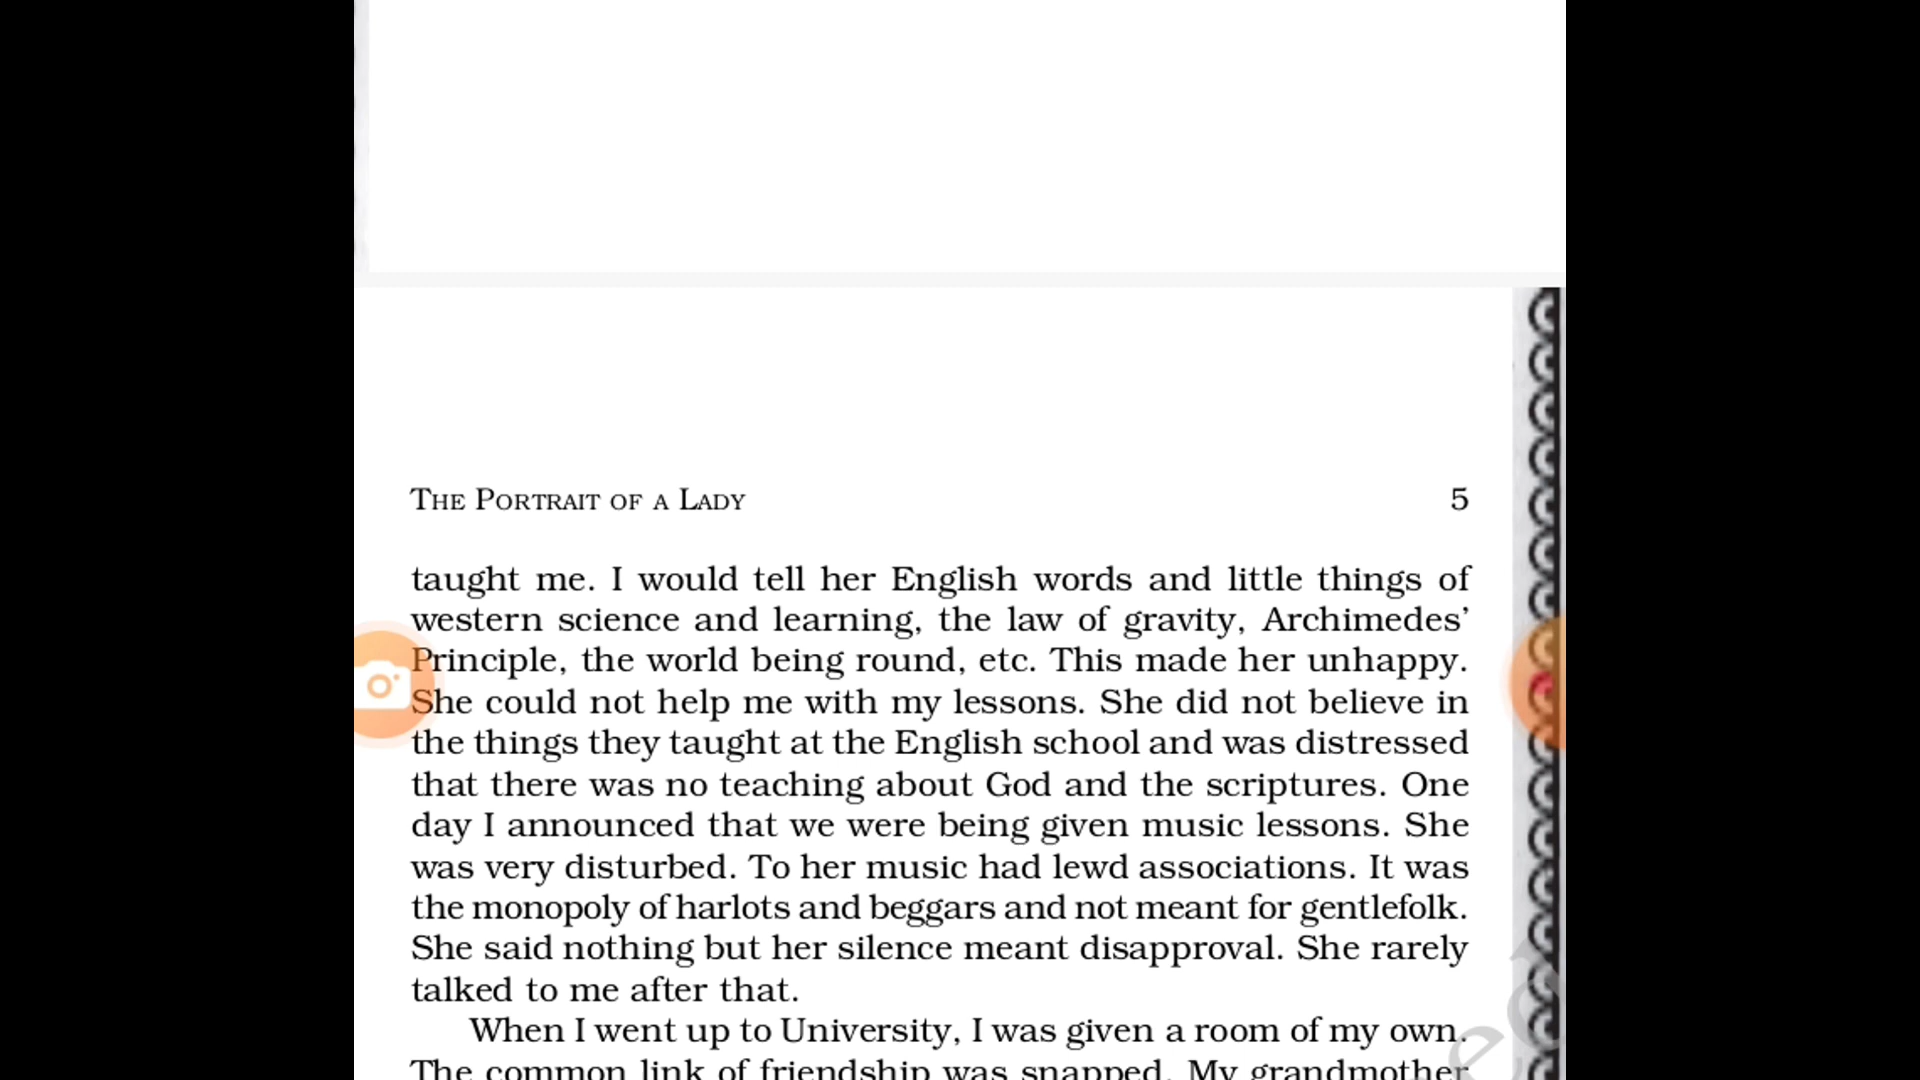 THE PORTRAIT OF A LADY 5
taught me. I would tell her English words and little things of
western science and learning, the law of gravity, Archimedes’
Principle, the world being round, etc. This made her unhappy.
She could not help me with my lessons. She did not believe in
the things they taught at the English school and was distressed
that there was no teaching about God and the scriptures. One
day I announced that we were being given music lessons. She
was very disturbed. To her music had lewd associations. It was
the monopoly of harlots and beggars and not meant for gentlefolk.
She said nothing but her silence meant disapproval. She rarely
talked to me after that.
When I went up to University, I was given a room of my own.
The common link of friendship was snapped. My grandmother